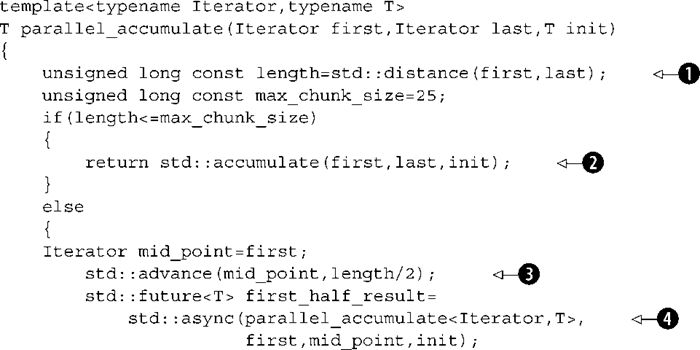 template<typename Iterator,typename T>
T parallel_accumulate(Iterator first,Iterator last,T init)
{
    unsigned long const length=std::distance(first,last);    1
    unsigned long const max_chunk_size=25;
    if(length<=max_chunk_size)
    {
        return std::accumulate(first,last,init);    2
    }
    else
    {
    Iterator mid_point=first;
        std::advance(mid_point,length/2);    3
        std::future<T> first_half_result=
            std::async(parallel_accumulate<Iterator,T>,    4
                       first,mid_point,init);